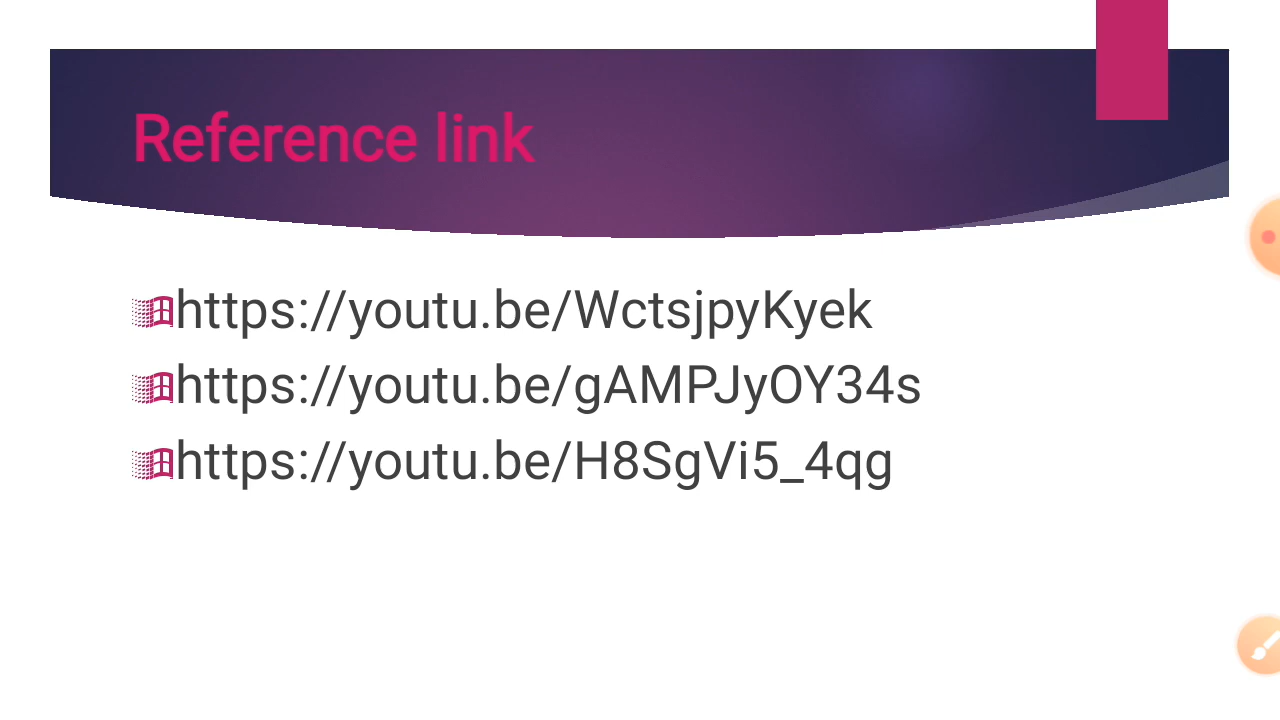 Reference link
https://youtu.be/WctsjpyKyek
https://youtu.be/gAMPJyOY34s
https://youtu.be/H8SgVi5_4qg